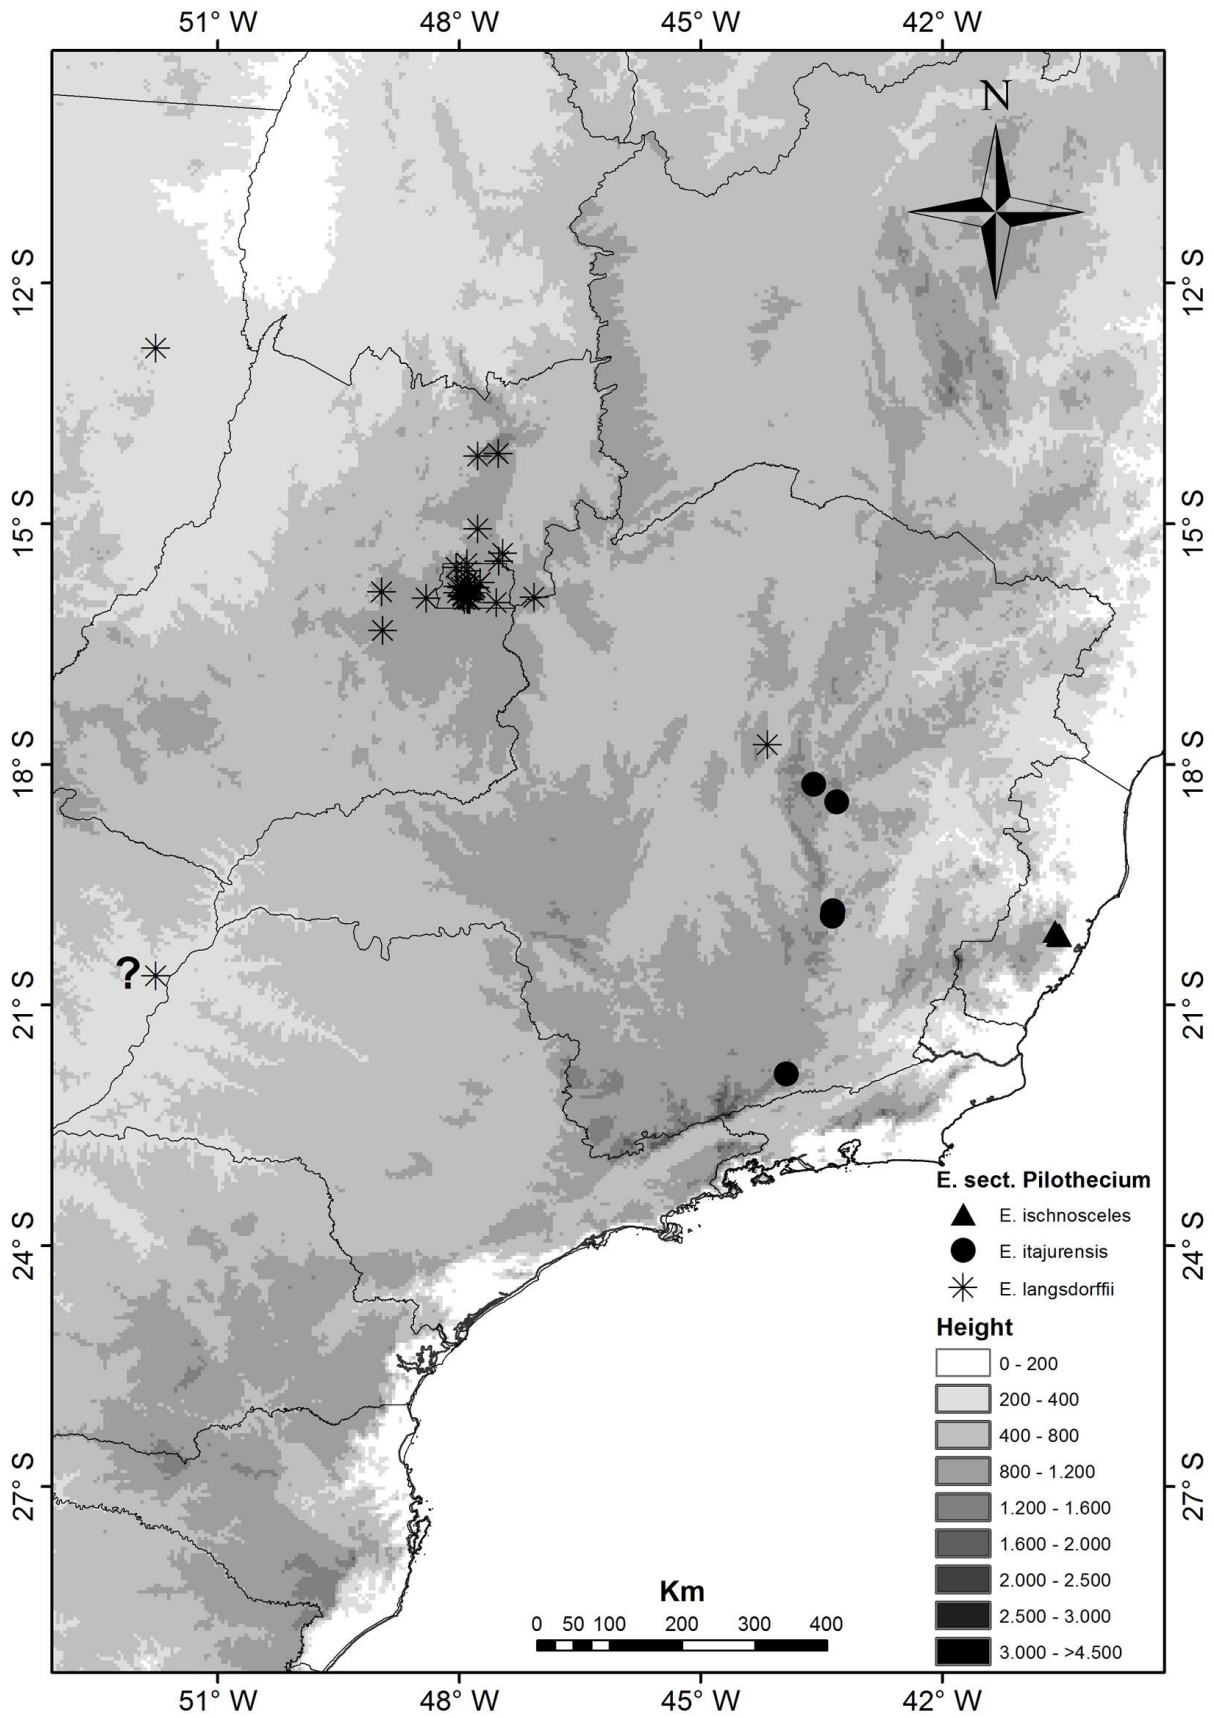 51° W 48° W 45° W 42° W
N
12° S 12° S
15° S 15° S
18° S 18° S
?
21° S 21° S
E. sect. Pilothecium
E. ischnosceles
24° S E. itajurensis 24° S
E. langsdorffii
Height
0 - 200
200 - 400
400 - 800
800 - 1.200
27° S 27° S
1.200 - 1.600
1.600 - 2.000
2.000 - 2.500
2.500 - 3.000
3.000 - >4.500
Km
0 50 100 200 300 400
51° W 48° W 45° W 42° W